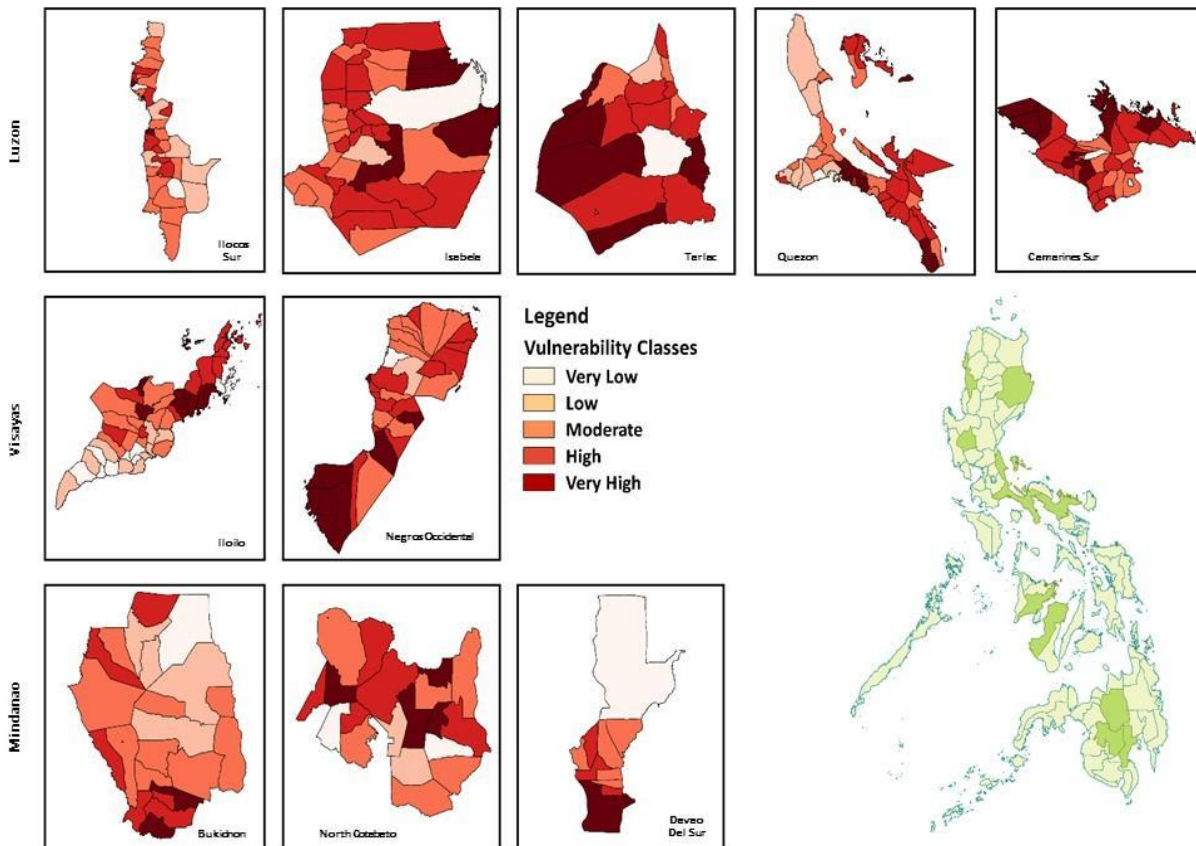 Luzon
Ilocos
Sur
Isabela
Tarlac
Quezon
Camarines Sur
Visayas
Iloilo
Negros Occidental
Legend
Vulnerability Classes
Very Low
Low
Moderate
High
Very High
Mindanao
Bukidnon
North Cotabato
Davao
Del Sur